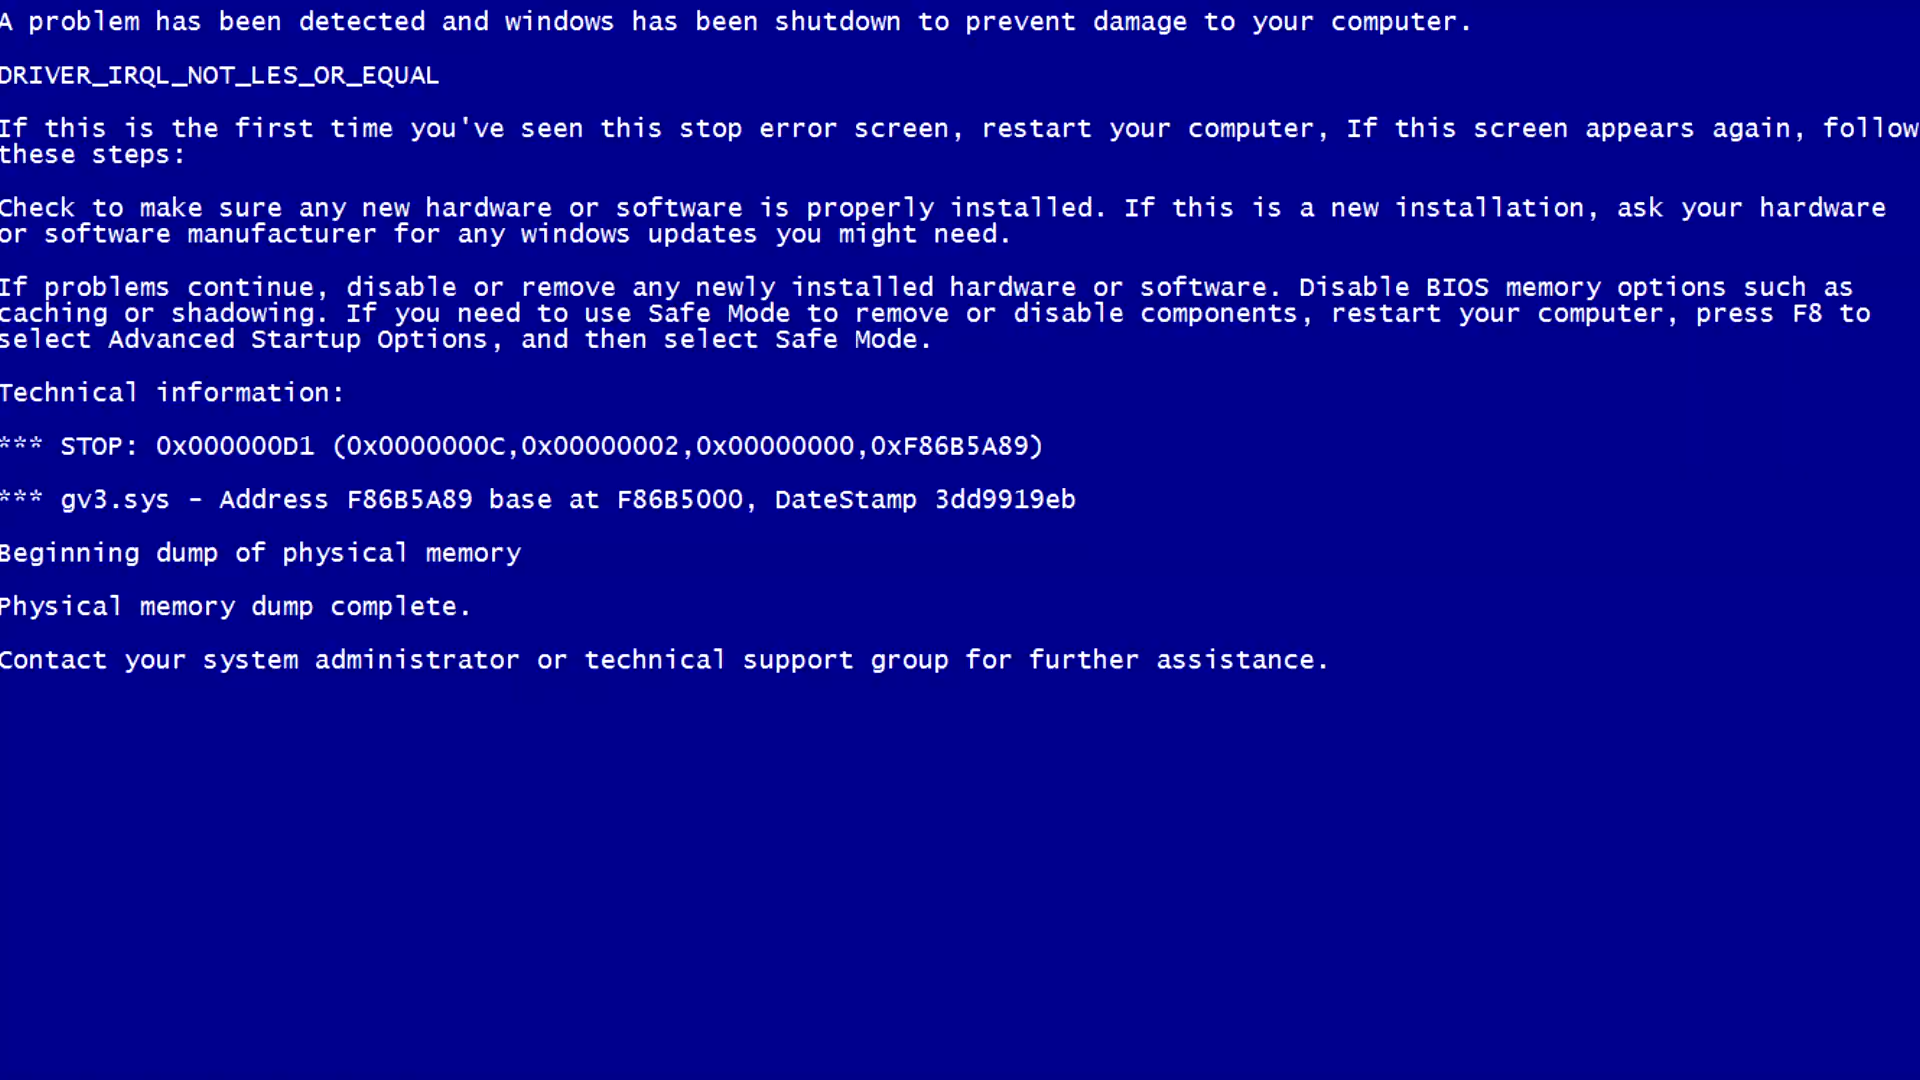 A problem has been detected and windows has been shutdown to prevent damage to your computer.
DRIVER_IRQL_NOT_LES_OR_EQUAL
If this is the first time you've seen this stop error screen, restart your computer, If this screen appears again, follow
these steps:
Check to make sure any new hardware or software is properly installed. If this is a new installation, ask your hardware
or software manufacturer for any windows updates you might need.
If problems continue, disable or remove any newly installed hardware or software. Disable BIOS memory options such as
caching or shadowing. If you need to use Safe Mode to remove or disable components, restart your computer, press F8 to
select Advanced Startup Options, and then select Safe Mode.
Technical information:
*** STOP: 0x000000D1 (0x0000000C,0x00000002,0x00000000,0xF86B5A89)
*** gv3.sys - Address F86B5A89 base at F86B5000, DateStamp 3dd9919eb
Beginning dump of physical memory
Physical memory dump complete.
Contact your system administrator or technical support group for further assistance.